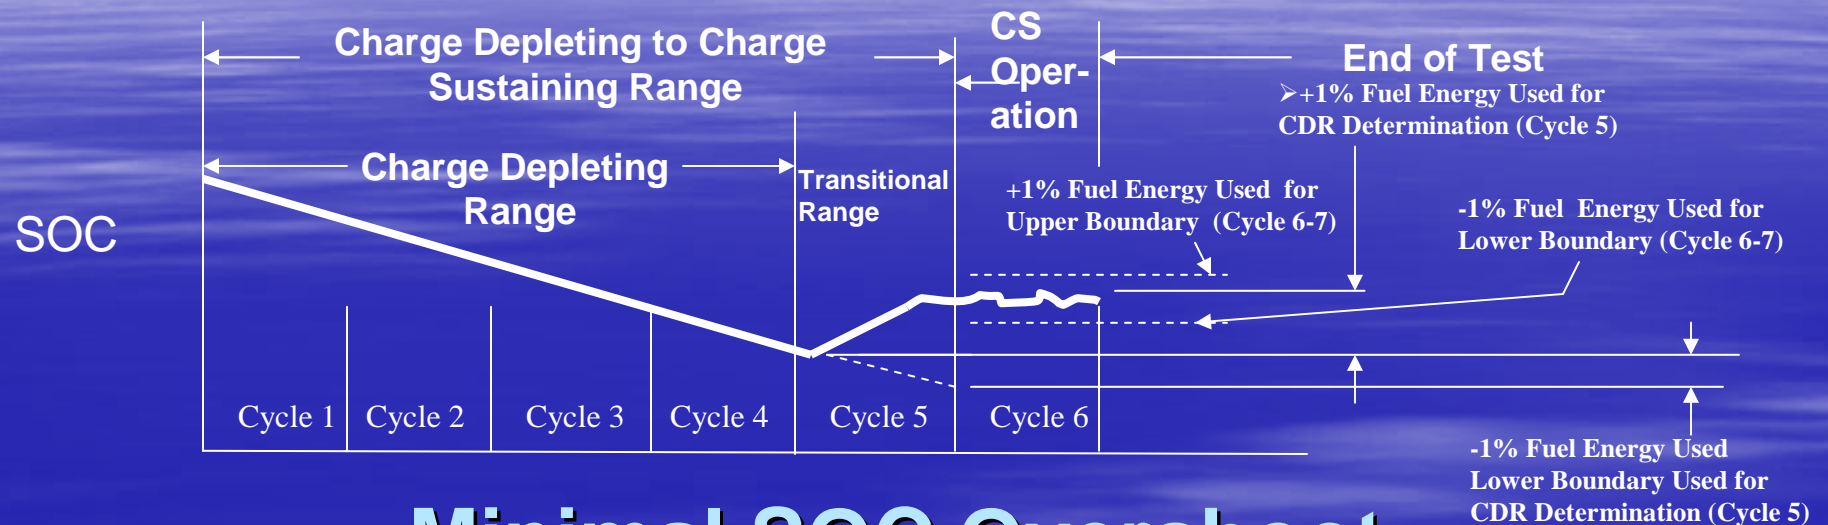 Charge Depleting to Charge
Sustaining Range
CS
Oper-
ation
End of Test
➢+1% Fuel Energy Used for
CDR Determination (Cycle 5)
Charge Depleting
Range
Transitional
Range
+1% Fuel Energy Used for
Upper Boundary (Cycle 6-7)
-1% Fuel Energy Used for
Lower Boundary (Cycle 6-7)
SOC
Cycle 1
Cycle 2
Cycle 3
Cycle 4
Cycle 5
Cycle 6
-1% Fuel Energy Used
Lower Boundary Used for
CDR Determination (Cycle 5)
Minimal SOC Overshoot